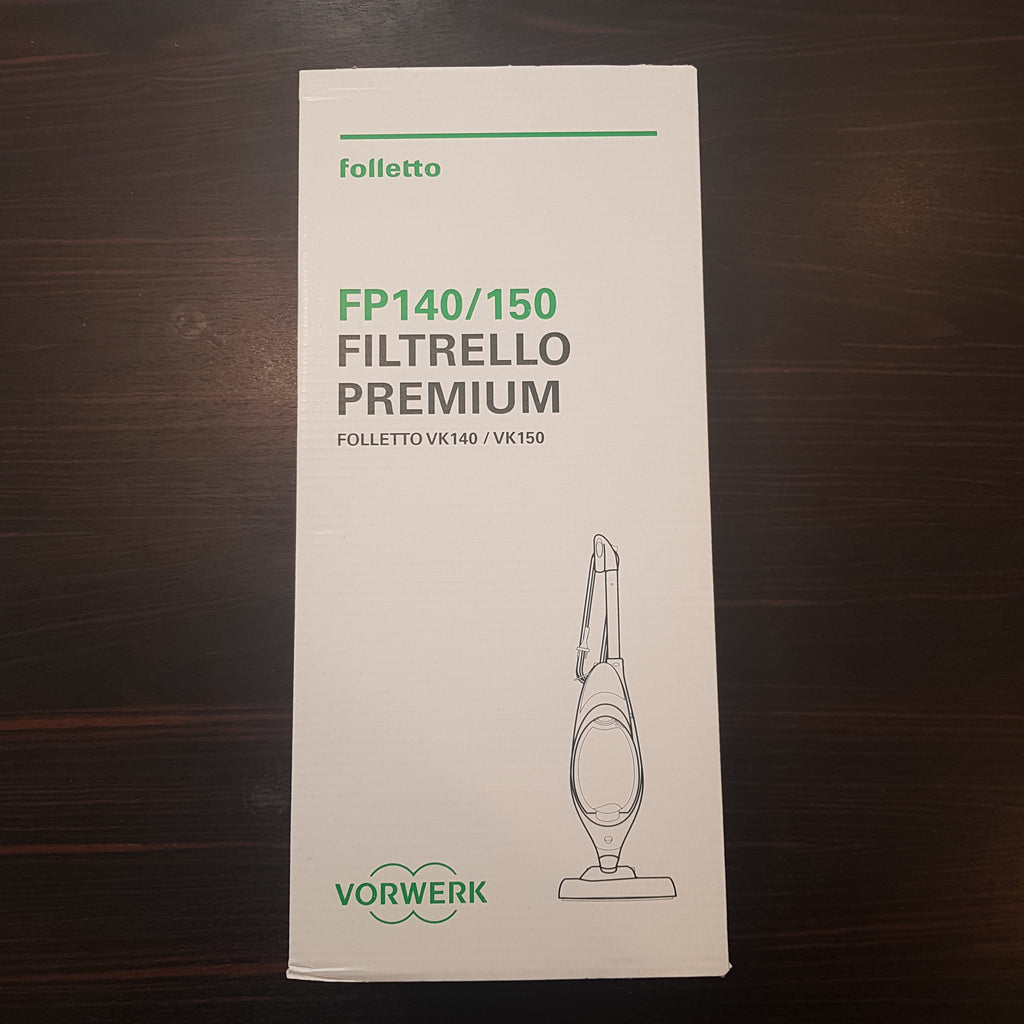 folletto
FP140/150
FILTRELLO
PREMIUM
FOLLETTO VK140 / VK150
VORWERK